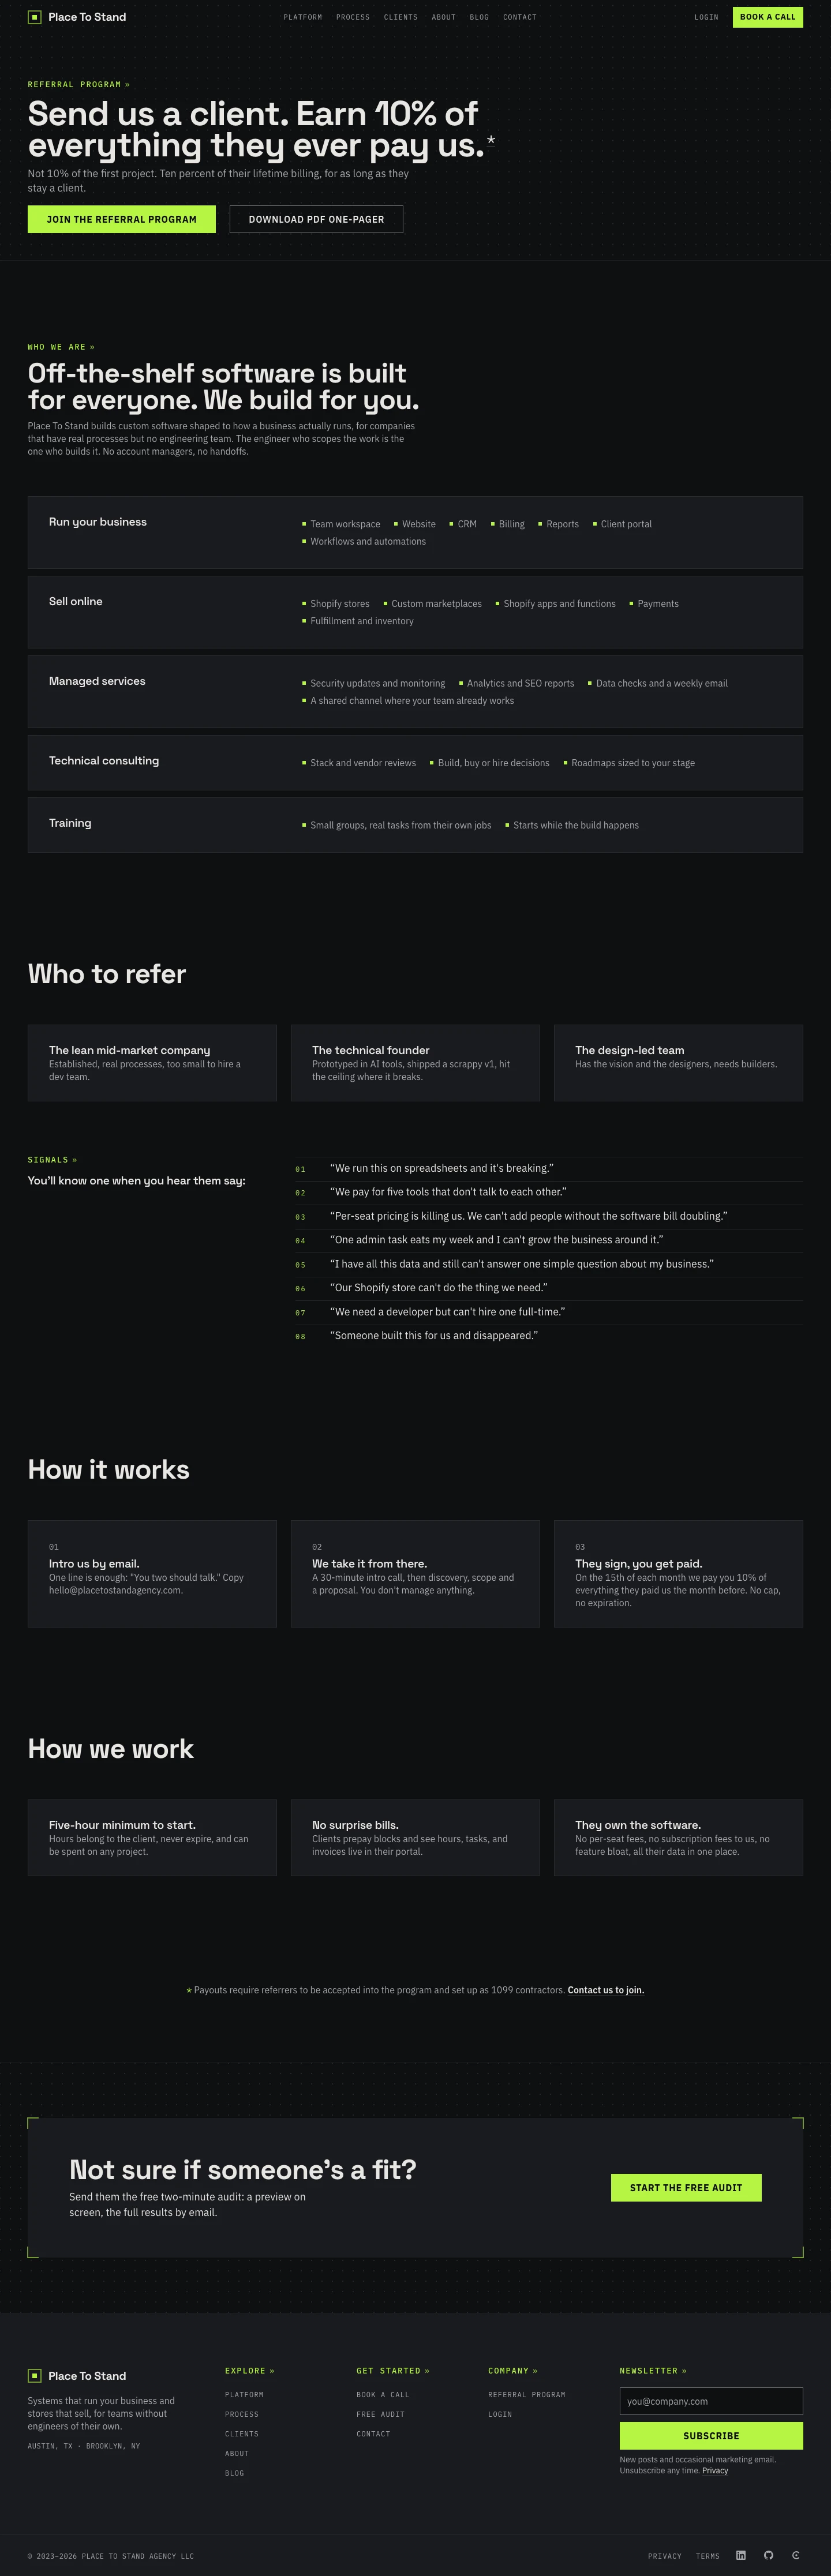 Place To Stand
PLATFORM PROCESS CLIENTS ABOUT BLOG CONTACT
LOGIN
BOOK A CALL
REFERRAL PROGRAM »
Send us a client. Earn 10% of
everything they ever pay us.*
Not 10% of the first project. Ten percent of their lifetime billing, for as long as they
stay a client.
JOIN THE REFERRAL PROGRAM
DOWNLOAD PDF ONE-PAGER
WHO WE ARE »
Off-the-shelf software is built
for everyone. We build for you.
Place To Stand builds custom software shaped to how a business actually runs, for companies
that have real processes but no engineering team. The engineer who scopes the work is the
one who builds it. No account managers, no handoffs.
Run your business
Team workspace Website CRM Billing Reports Client portal
Workflows and automations
Sell online
Shopify stores Custom marketplaces Shopify apps and functions Payments
Fulfillment and inventory
Managed services
Security updates and monitoring Analytics and SEO reports Data checks and a weekly email
A shared channel where your team already works
Technical consulting
Stack and vendor reviews Build, buy or hire decisions Roadmaps sized to your stage
Training
Small groups, real tasks from their own jobs Starts while the build happens
Who to refer
The lean mid-market company
Established, real processes, too small to hire a
dev team.
The technical founder
Prototyped in AI tools, shipped a scrappy v1, hit
the ceiling where it breaks.
The design-led team
Has the vision and the designers, needs builders.
SIGNALS »
You’ll know one when you hear them say:
01 “We run this on spreadsheets and it's breaking.”
02 “We pay for five tools that don't talk to each other.”
03 “Per-seat pricing is killing us. We can't add people without the software bill doubling.”
04 “One admin task eats my week and I can't grow the business around it.”
05 “I have all this data and still can't answer one simple question about my business.”
06 “Our Shopify store can't do the thing we need.”
07 “We need a developer but can't hire one full-time.”
08 “Someone built this for us and disappeared.”
How it works
01
Intro us by email.
One line is enough: "You two should talk." Copy
hello@placetostandagency.com.
02
We take it from there.
A 30-minute intro call, then discovery, scope and
a proposal. You don't manage anything.
03
They sign, you get paid.
On the 15th of each month we pay you 10% of
everything they paid us the month before. No cap,
no expiration.
How we work
Five-hour minimum to start.
Hours belong to the client, never expire, and can
be spent on any project.
No surprise bills.
Clients prepay blocks and see hours, tasks, and
invoices live in their portal.
They own the software.
No per-seat fees, no subscription fees to us, no
feature bloat, all their data in one place.
* Payouts require referrers to be accepted into the program and set up as 1099 contractors. Contact us to join.
Not sure if someone’s a fit?
Send them the free two-minute audit: a preview on
screen, the full results by email.
START THE FREE AUDIT
Place To Stand
Systems that run your business and
stores that sell, for teams without
engineers of their own.
AUSTIN, TX · BROOKLYN, NY
EXPLORE »
PLATFORM
PROCESS
CLIENTS
ABOUT
BLOG
GET STARTED »
BOOK A CALL
FREE AUDIT
CONTACT
COMPANY »
REFERRAL PROGRAM
LOGIN
NEWSLETTER »
you@company.com
SUBSCRIBE
New posts and occasional marketing email.
Unsubscribe any time. Privacy
© 2023–2026 PLACE TO STAND AGENCY LLC
PRIVACY TERMS